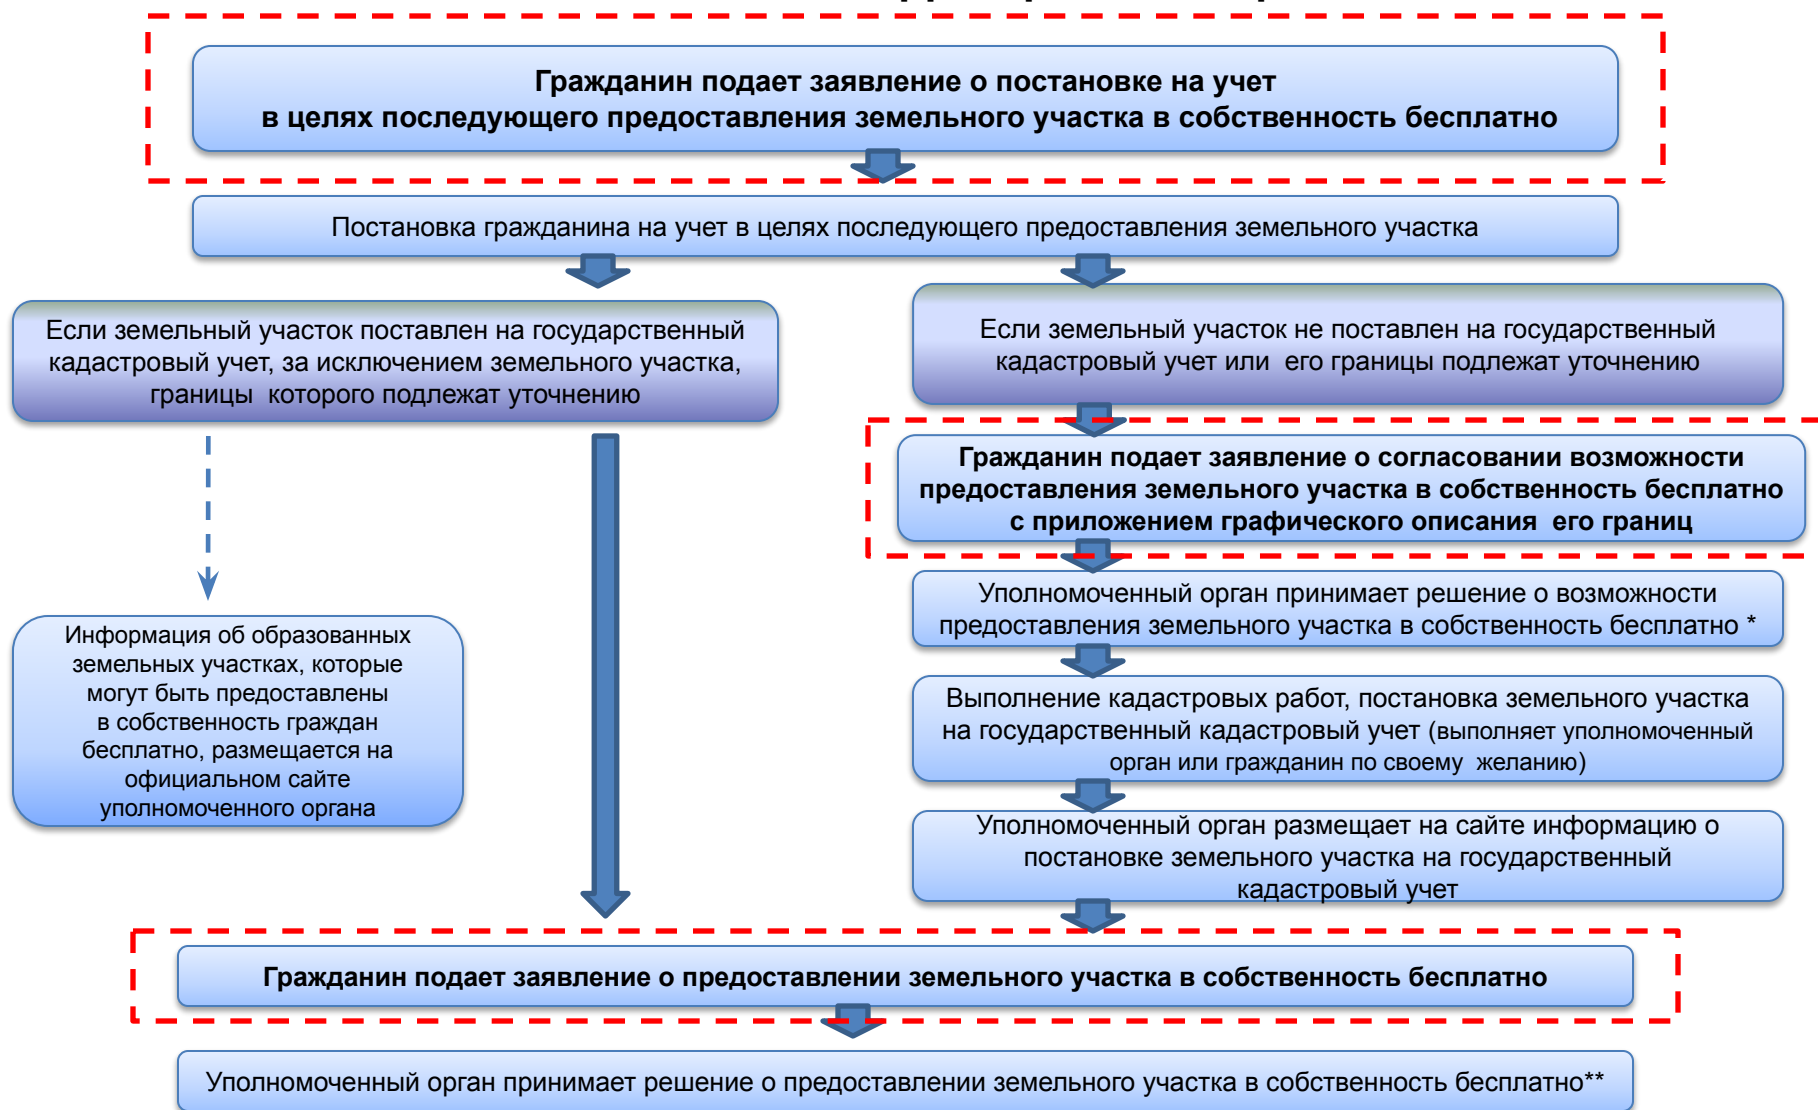 Гражданин подает заявление о постановке на учет
в целях последующего предоставления земельного участка в собственность бесплатно
Постановка гражданина на учет в целях последующего предоставления земельного участка
Если земельный участок поставлен на государственный
кадастровый учет, за исключением земельного участка,
границы которого подлежат уточнению
Если земельный участок не поставлен на государственный
кадастровый учет или его границы подлежат уточнению
Гражданин подает заявление о согласовании возможности
предоставления земельного участка в собственность бесплатно
с приложением графического описания его границ
Уполномоченный орган принимает решение о возможности
предоставления земельного участка в собственность бесплатно *
Информация об образованных
земельных участках, которые
могут быть предоставлены
в собственность граждан
бесплатно, размещается на
официальном сайте
уполномоченного органа
Выполнение кадастровых работ, постановка земельного участка
на государственный кадастровый учет (выполняет уполномоченный
орган или гражданин по своему желанию)
Уполномоченный орган размещает на сайте информацию о
постановке земельного участка на государственный
кадастровый учет
Гражданин подает заявление о предоставлении земельного участка в собственность бесплатно
Уполномоченный орган принимает решение о предоставлении земельного участка в собственность бесплатно**